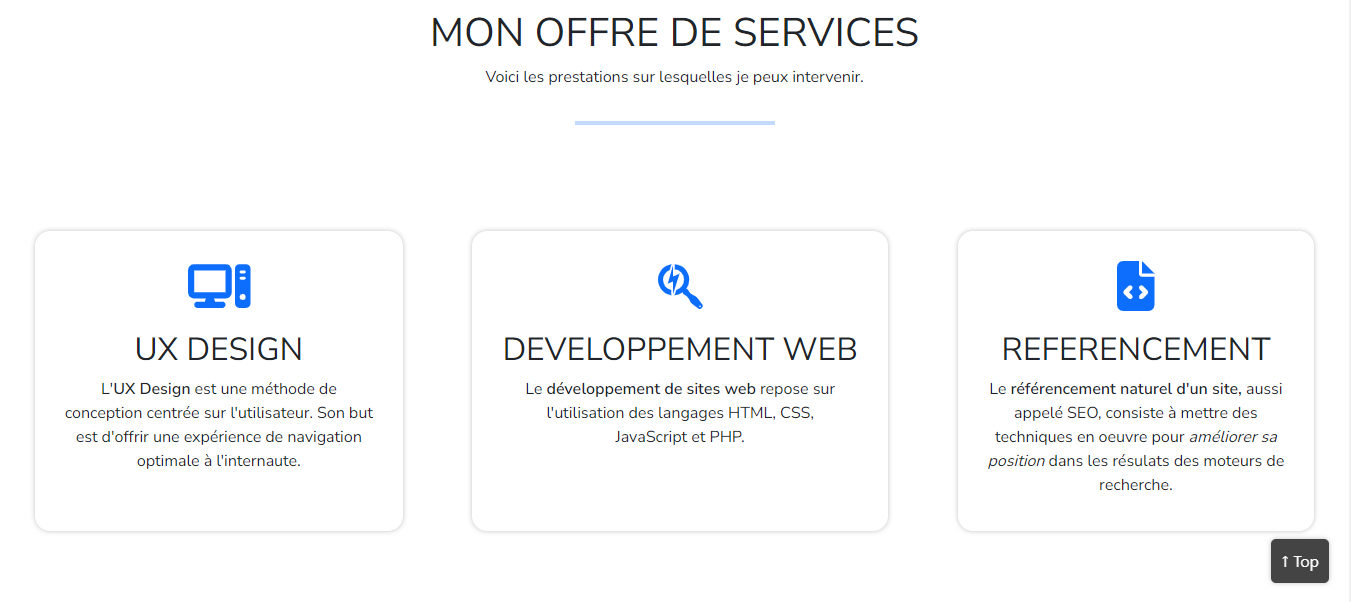 MON OFFRE DE SERVICES
Voici les prestations sur lesquelles je peux intervenir.
UX DESIGN
L'UX Design est une méthode de
conception centrée sur l'utilisateur. Son but
est d'offrir une expérience de navigation
optimale à l'internaute.
DEVELOPPEMENT WEB
Le développement de sites web repose sur
l'utilisation des langages HTML, CSS,
JavaScript et PHP.
REFERENCEMENT
Le référencement naturel d'un site, aussi
appelé SEO, consiste à mettre des
techniques en oeuvre pour améliorer sa
position dans les résulats des moteurs de
recherche.
↑ Top